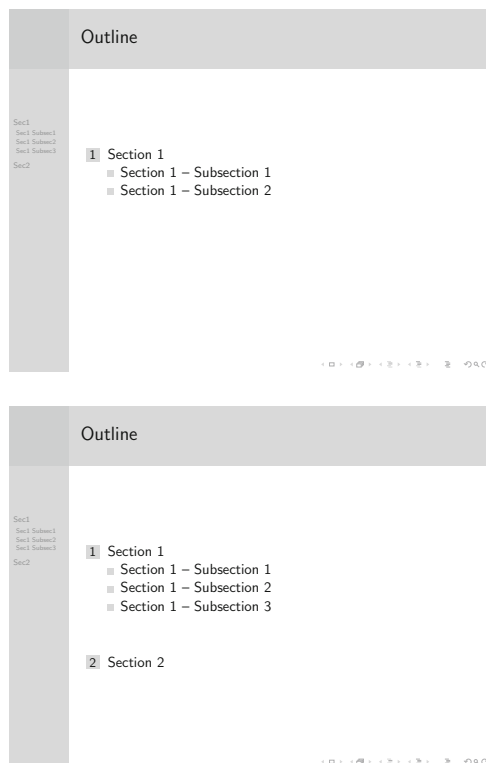 Outline
Sec1
Sec1 Subsec1
Sec1 Subsec2
Sec1 Subsec3
Sec2
1 Section 1
Section 1 – Subsection 1
Section 1 – Subsection 2
Outline
Sec1
Sec1 Subsec1
Sec1 Subsec2
Sec1 Subsec3
Sec2
1 Section 1
Section 1 – Subsection 1
Section 1 – Subsection 2
Section 1 – Subsection 3
2 Section 2